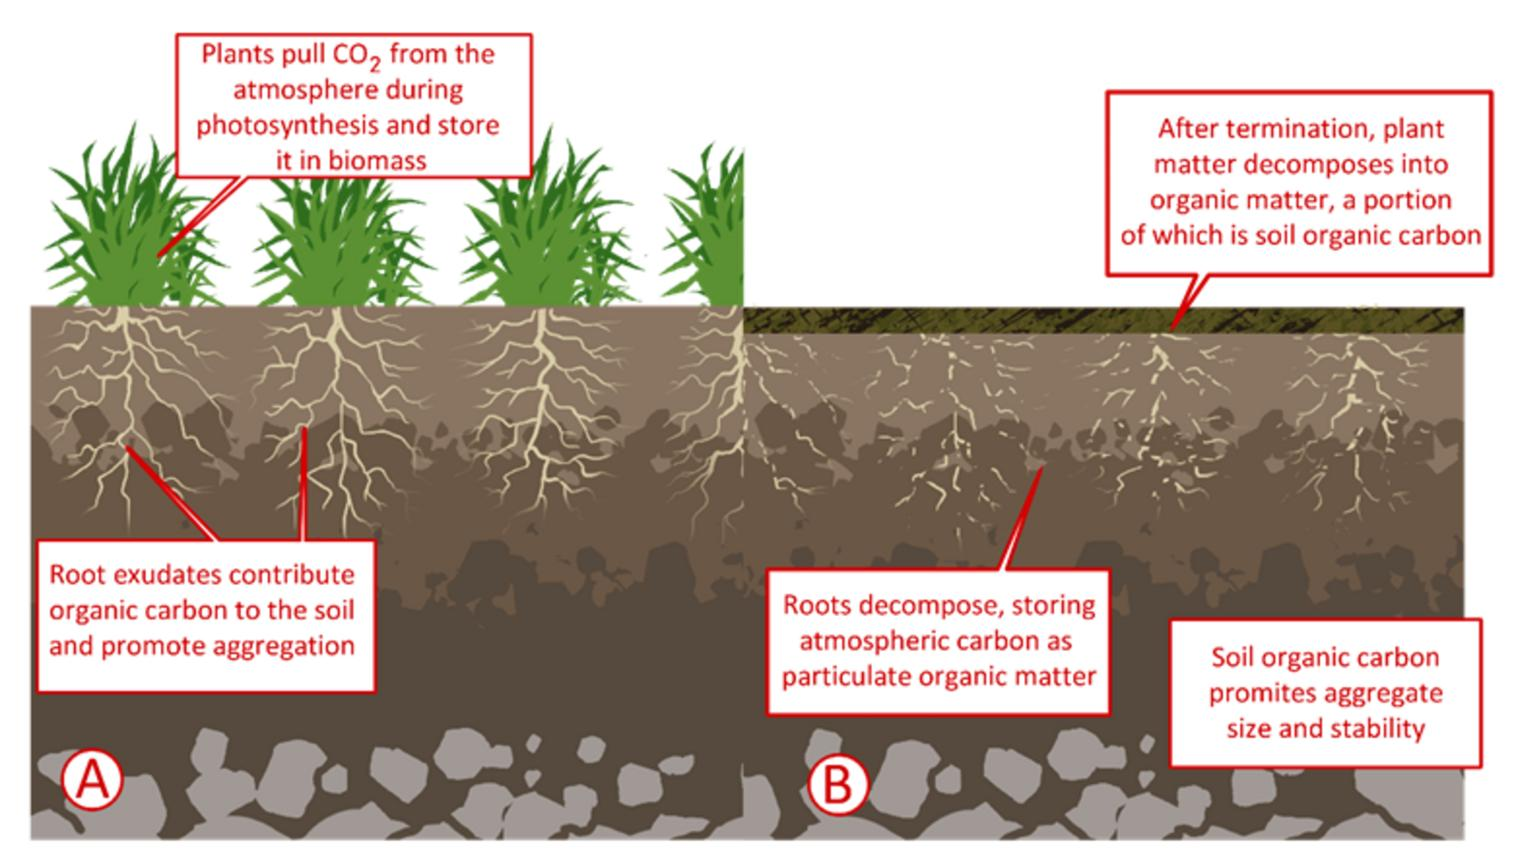 Plants pull CO₂ from the
atmosphere during
photosynthesis and store
it in biomass
After termination, plant
matter decomposes into
organic matter, a portion
of which is soil organic carbon
Root exudates contribute
organic carbon to the soil
and promote aggregation
Roots decompose, storing
atmospheric carbon as
particulate organic matter
Soil organic carbon
promites aggregate
size and stability
A
B